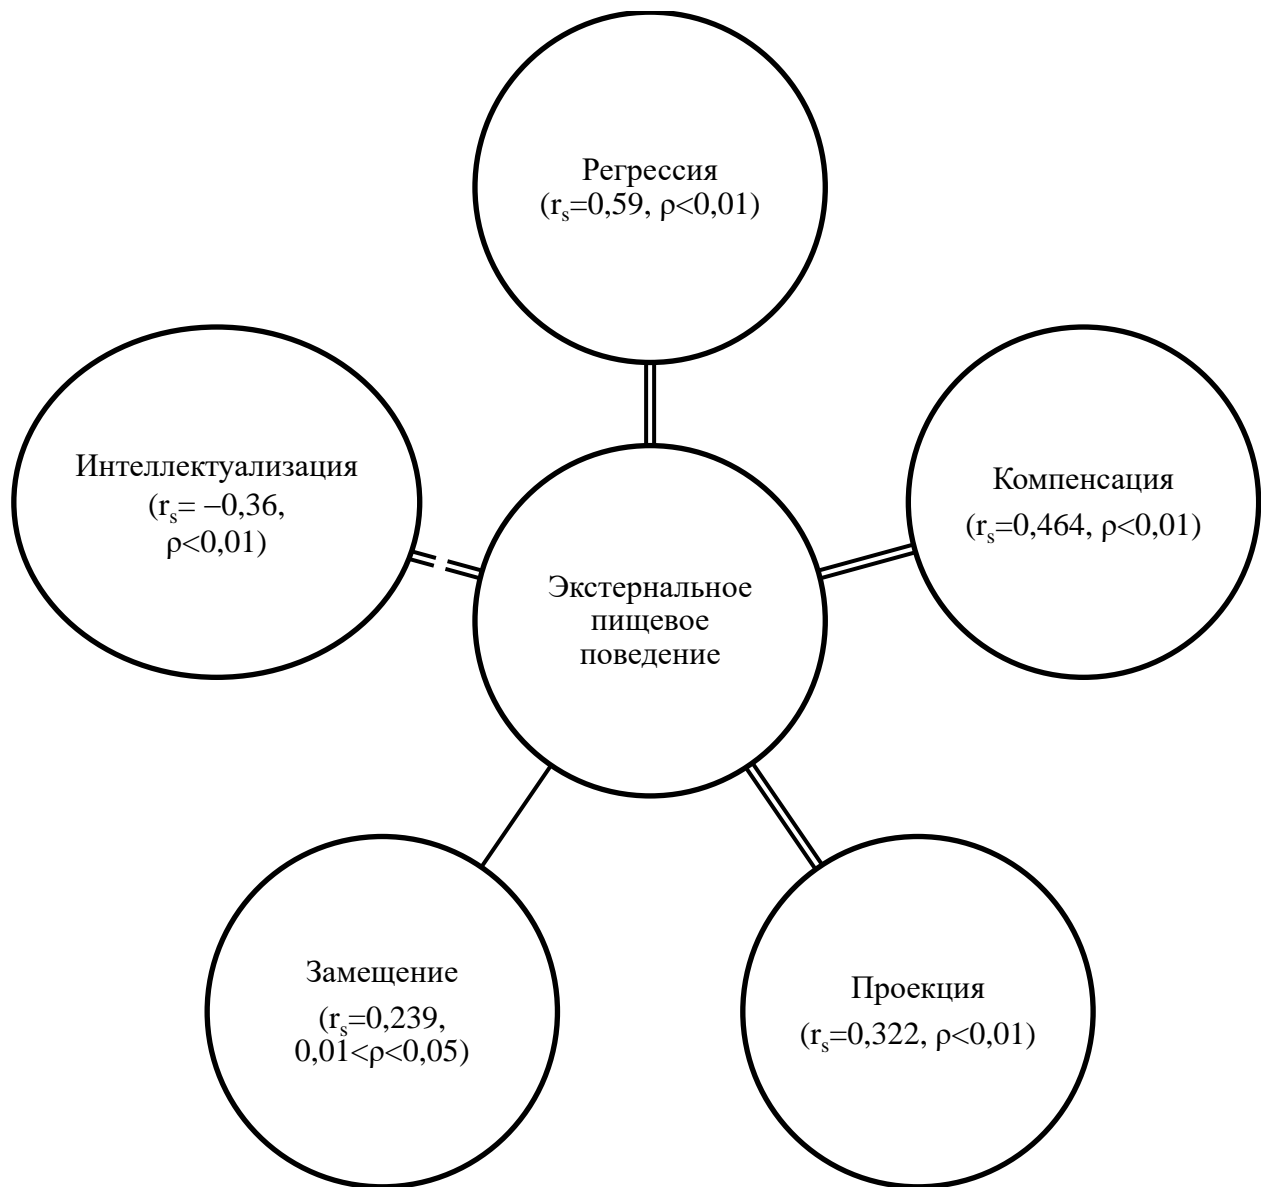 Регрессия
(rₛ=0,59, ρ<0,01)
Интеллектуализация
(rₛ= −0,36,
ρ<0,01)
Компенсация
(rₛ=0,464, ρ<0,01)
Экстернальное
пищевое
поведение
Замещение
(rₛ=0,239,
0,01<ρ<0,05)
Проекция
(rₛ=0,322, ρ<0,01)